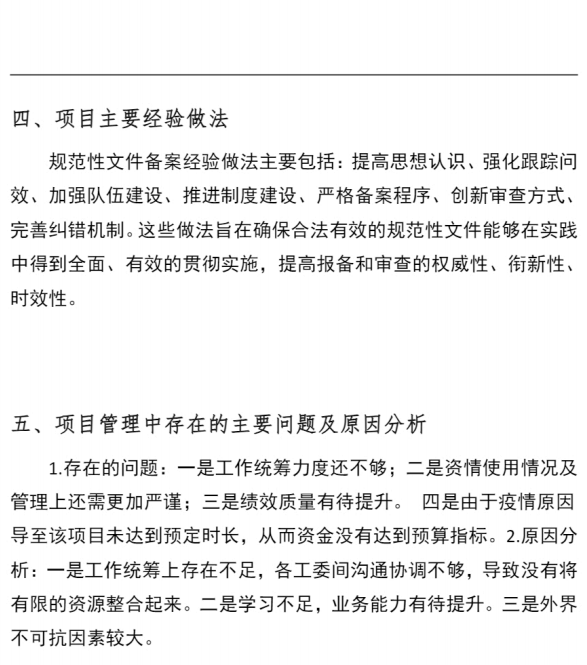 四、项目主要经验做法
规范性文件备案经验做法主要包括：提高思想认识、强化跟踪问
效、加强队伍建设、推进制度建设、严格备案程序、创新审查方式、
完善纠错机制。这些做法旨在确保合法有效的规范性文件能够在实践
中得到全面、有效的贯彻实施，提高报备和审查的权威性、衔新性、
时效性。
五、项目管理中存在的主要问题及原因分析
1.存在的问题：一是工作统筹力度还不够；二是资情使用情况及
管理上还需更加严谨；三是绩效质量有待提升。 四是由于疫情原因
导至该项目未达到预定时长，从而资金没有达到预算指标。2.原因分
析：一是工作统筹上存在不足，各工委间沟通协调不够，导致没有将
有限的资源整合起来。二是学习不足，业务能力有待提升。三是外界
不可抗因素较大。